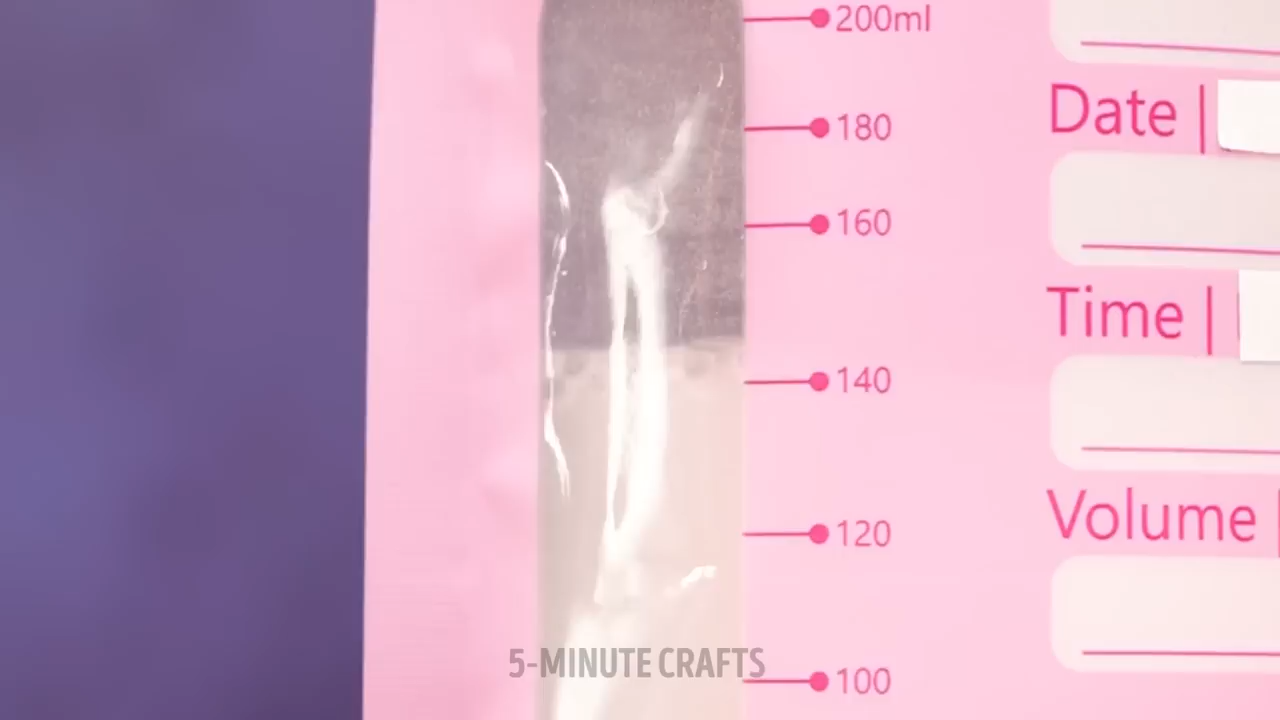 200ml
180
160
140
120
100
Date |
Time |
Volume |
5-MINUTE CRAFTS